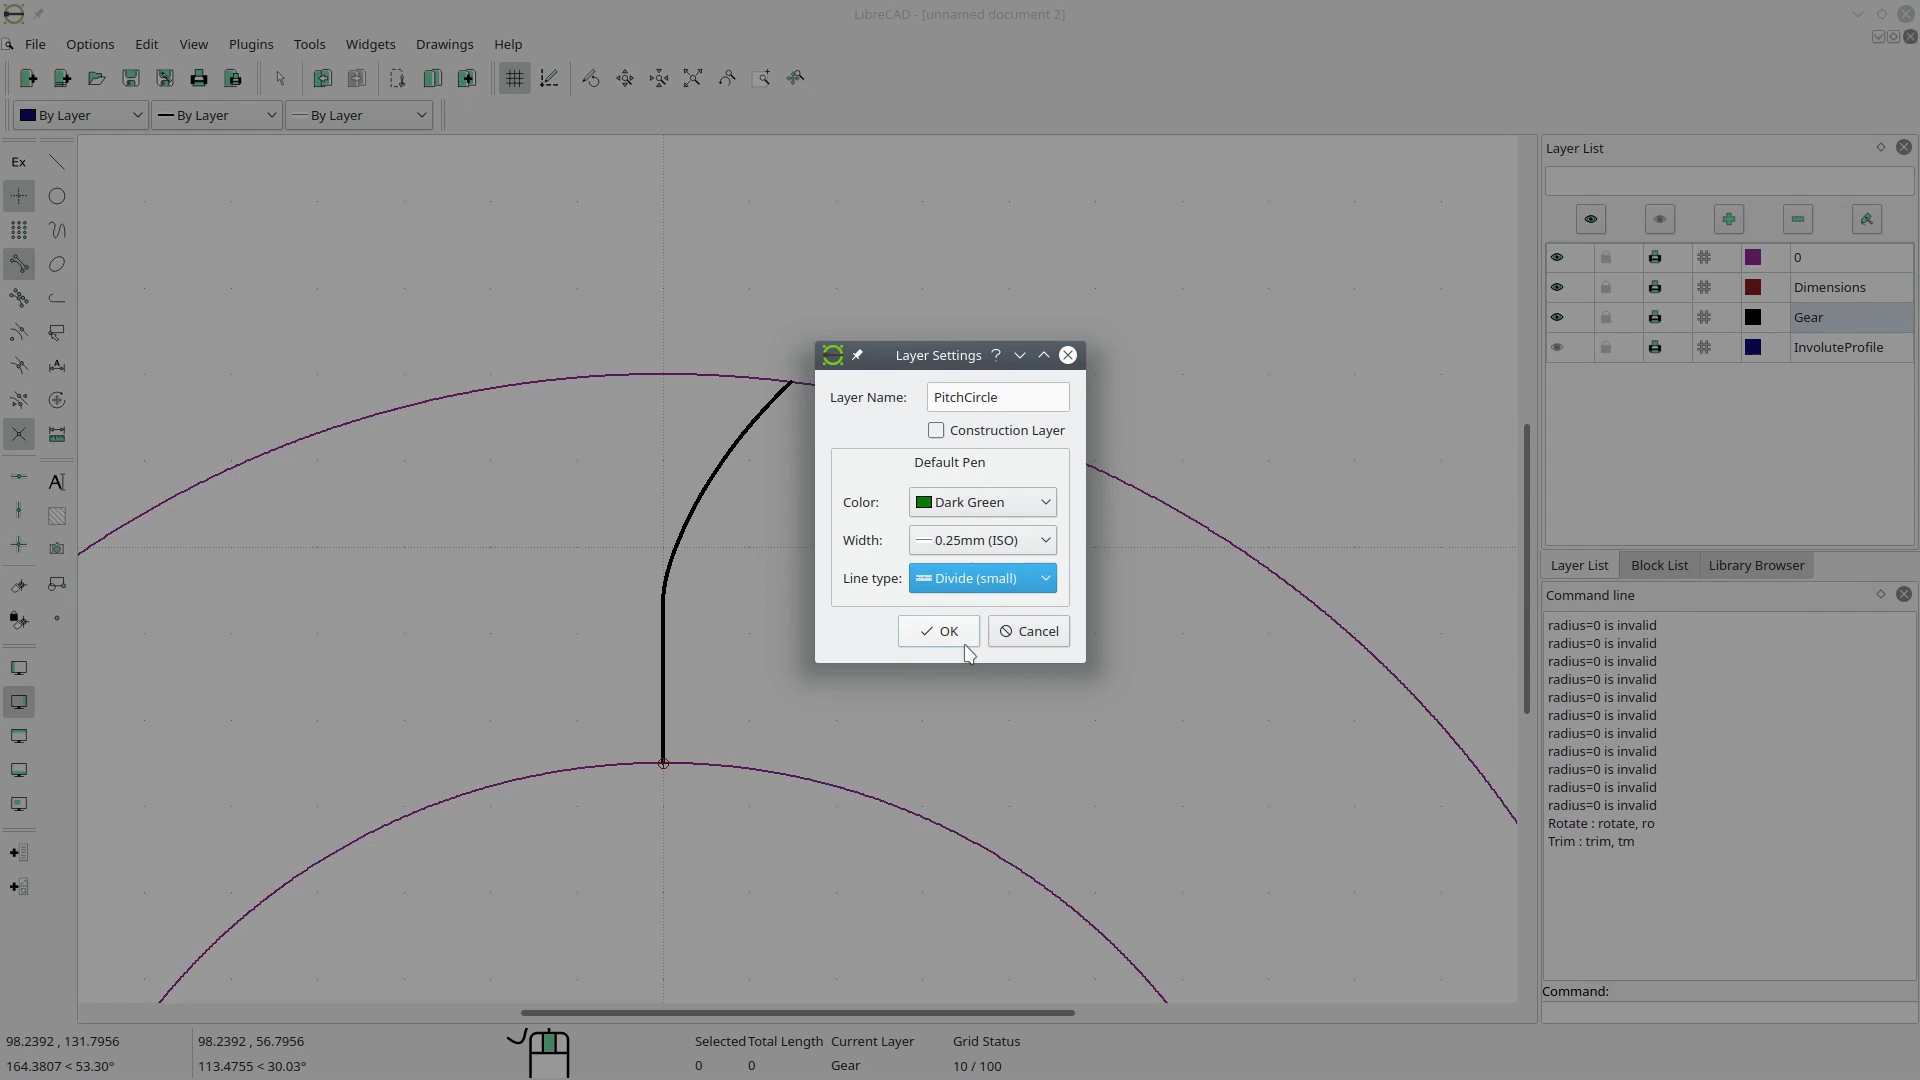 LibreCAD - [unnamed document 2]
File Options Edit View Plugins Tools Widgets Drawings Help
By Layer By Layer By Layer
Ex
A
Layer List
0
Dimensions
Gear
InvoluteProfile
Layer List Block List Library Browser
Command line
radius=0 is invalid
radius=0 is invalid
radius=0 is invalid
radius=0 is invalid
radius=0 is invalid
radius=0 is invalid
radius=0 is invalid
radius=0 is invalid
radius=0 is invalid
radius=0 is invalid
radius=0 is invalid
Rotate : rotate, ro
Trim : trim, tm
Command:
Layer Settings ?
Layer Name: PitchCircle
Construction Layer
Default Pen
Color: Dark Green
Width: 0.25mm (ISO)
Line type: Divide (small)
OK Cancel
98.2392 , 131.7956 98.2392 , 56.7956 Selected Total Length Current Layer Grid Status
164.3807 < 53.30° 113.4755 < 30.03° 0 0 Gear 10 / 100